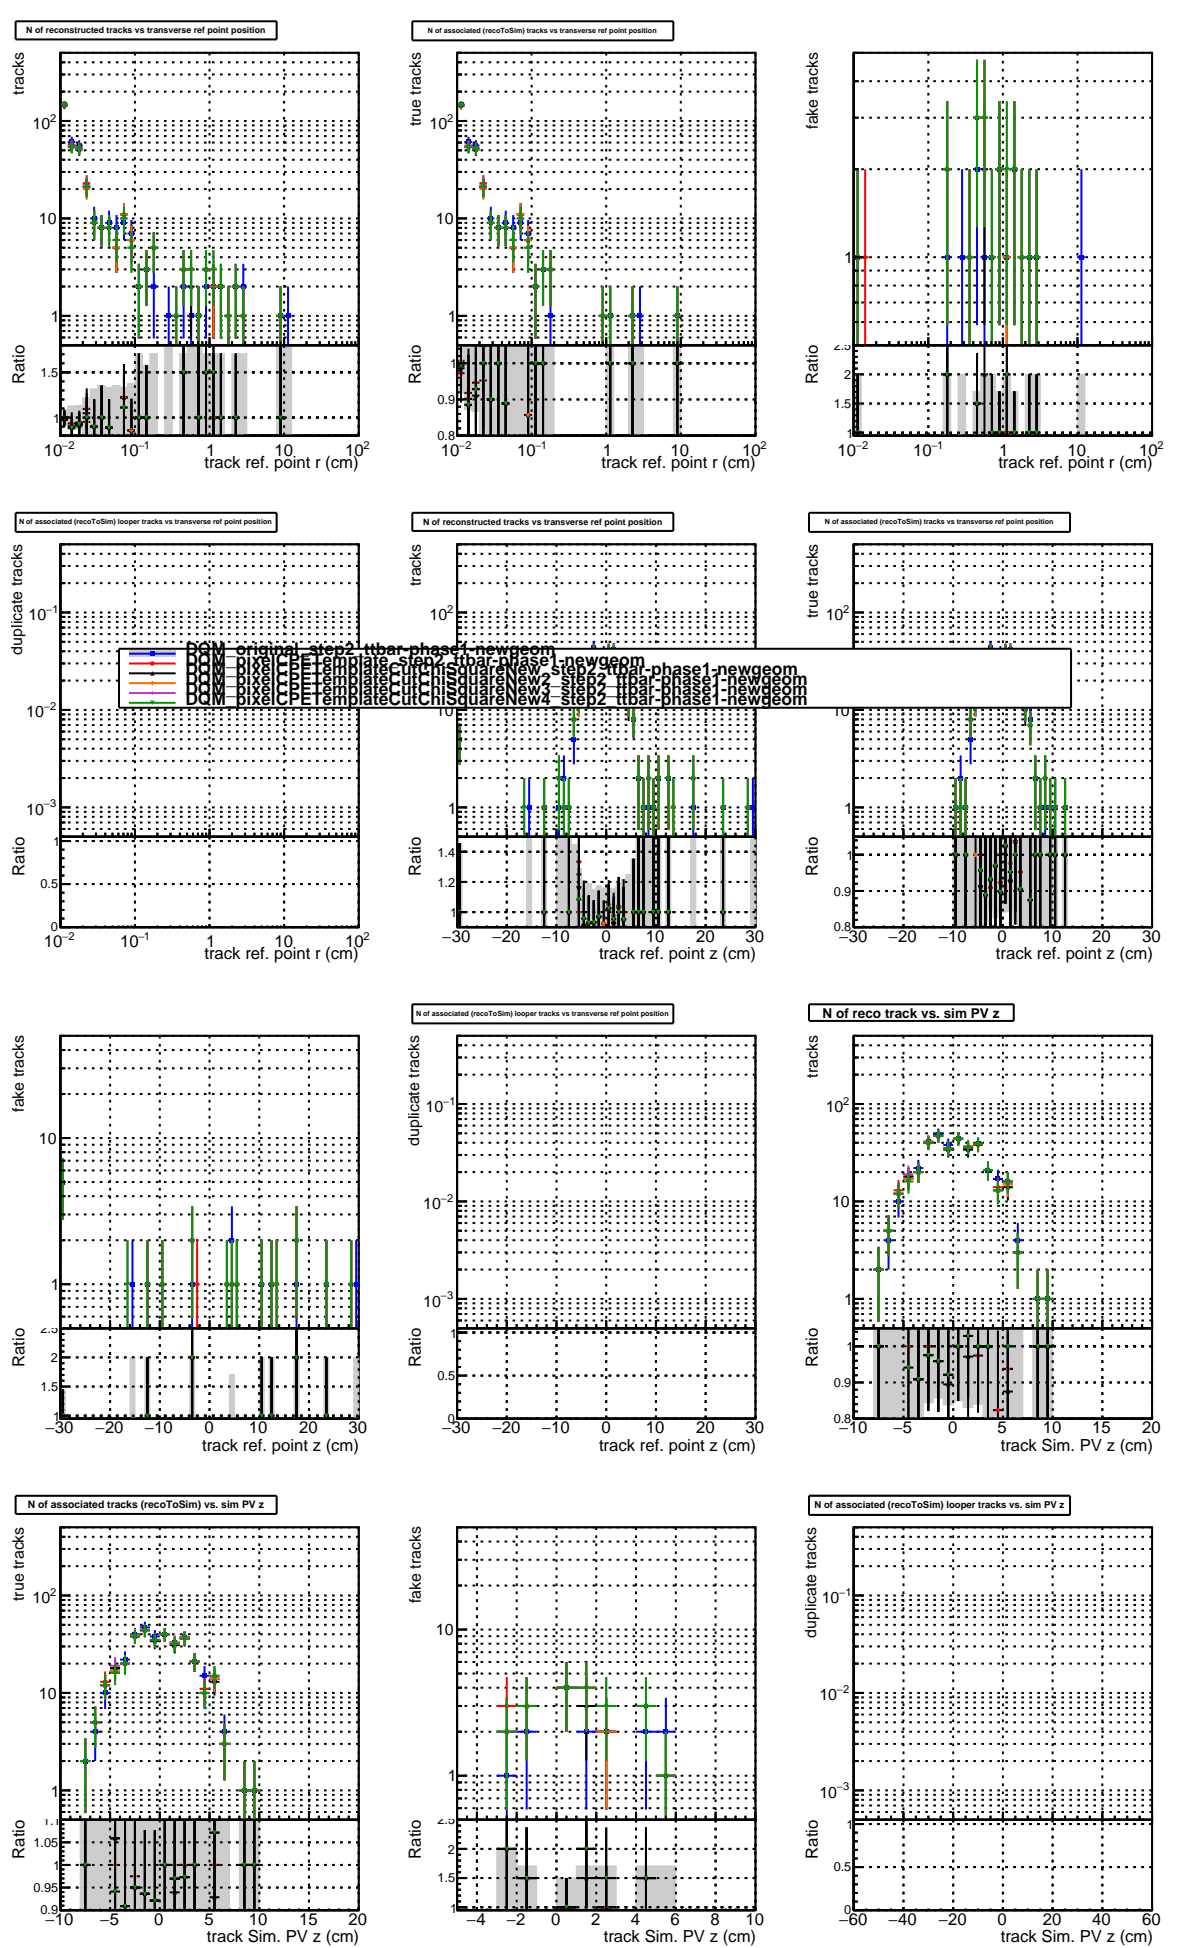 N of reconstructed tracks vs transverse ref point position
tracks
10²
10
1
Ratio
1.5
1
10⁻² 10⁻¹ 1 10 10²
track ref. point r (cm)
N of associated (recoToSim) tracks vs transverse ref point position
true tracks
10²
10
1
Ratio
1
0.9
0.8
10⁻² 10⁻¹ 1 10 10²
track ref. point r (cm)
fake tracks
1
Ratio
2.5
2
1.5
1
10⁻² 10⁻¹ 1 10 10²
track ref. point r (cm)
N of associated (recoToSim) looper tracks vs transverse ref point position
duplicate tracks
10⁻¹
10⁻²
10⁻³
Ratio
1
0.5
0
10⁻² 10⁻¹ 1 10 10²
track ref. point r (cm)
N of reconstructed tracks vs transverse ref point position
tracks
10²
10
1
Ratio
1.4
1.2
1
−30 −20 −10 0 10 20 30
track ref. point z (cm)
N of associated (recoToSim) tracks vs transverse ref point position
true tracks
10²
10
1
Ratio
1
0.9
0.8
−30 −20 −10 0 10 20 30
track ref. point z (cm)
DQM_original_step2_ttbar-phase1-newgeom
DQM_pixelCPETemplate_step2_ttbar-phase1-newgeom
DQM_pixelCPETemplateCutChiSquareNew_step2_ttbar-phase1-newgeom
DQM_pixelCPETemplateCutChiSquareNew2_step2_ttbar-phase1-newgeom
DQM_pixelCPETemplateCutChiSquareNew3_step2_ttbar-phase1-newgeom
DQM_pixelCPETemplateCutChiSquareNew4_step2_ttbar-phase1-newgeom
fake tracks
10
1
Ratio
2.5
2
1.5
1
−30 −20 −10 0 10 20 30
track ref. point z (cm)
N of associated (recoToSim) looper tracks vs transverse ref point position
duplicate tracks
10⁻¹
10⁻²
10⁻³
Ratio
1
0.5
0
−30 −20 −10 0 10 20 30
track ref. point z (cm)
N of reco track vs. sim PV z
tracks
10²
10
1
Ratio
1
0.9
0.8
−10 −5 0 5 10 15 20
track Sim. PV z (cm)
N of associated tracks (recoToSim) vs. sim PV z
true tracks
10²
10
1
Ratio
1.1
1.05
1
0.95
0.9
−10 −5 0 5 10 15 20
track Sim. PV z (cm)
fake tracks
10
1
Ratio
2.5
2
1.5
1
−4 −2 0 2 4 6 8 10
track Sim. PV z (cm)
N of associated (recoToSim) looper tracks vs. sim PV z
duplicate tracks
10⁻¹
10⁻²
10⁻³
Ratio
1
0.5
0
−60 −40 −20 0 20 40 60
track Sim. PV z (cm)